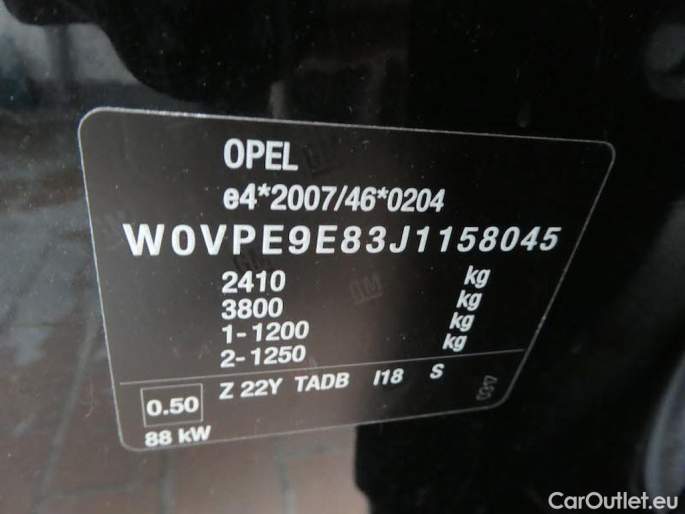 OPEL
e4*2007/46*0204
W0VPE9E83J1158045
2410 kg
3800 kg
1-1200 kg
2-1250 kg
0.50 Z 22Y TADB I18 S
88 kW
CarOutlet.eu